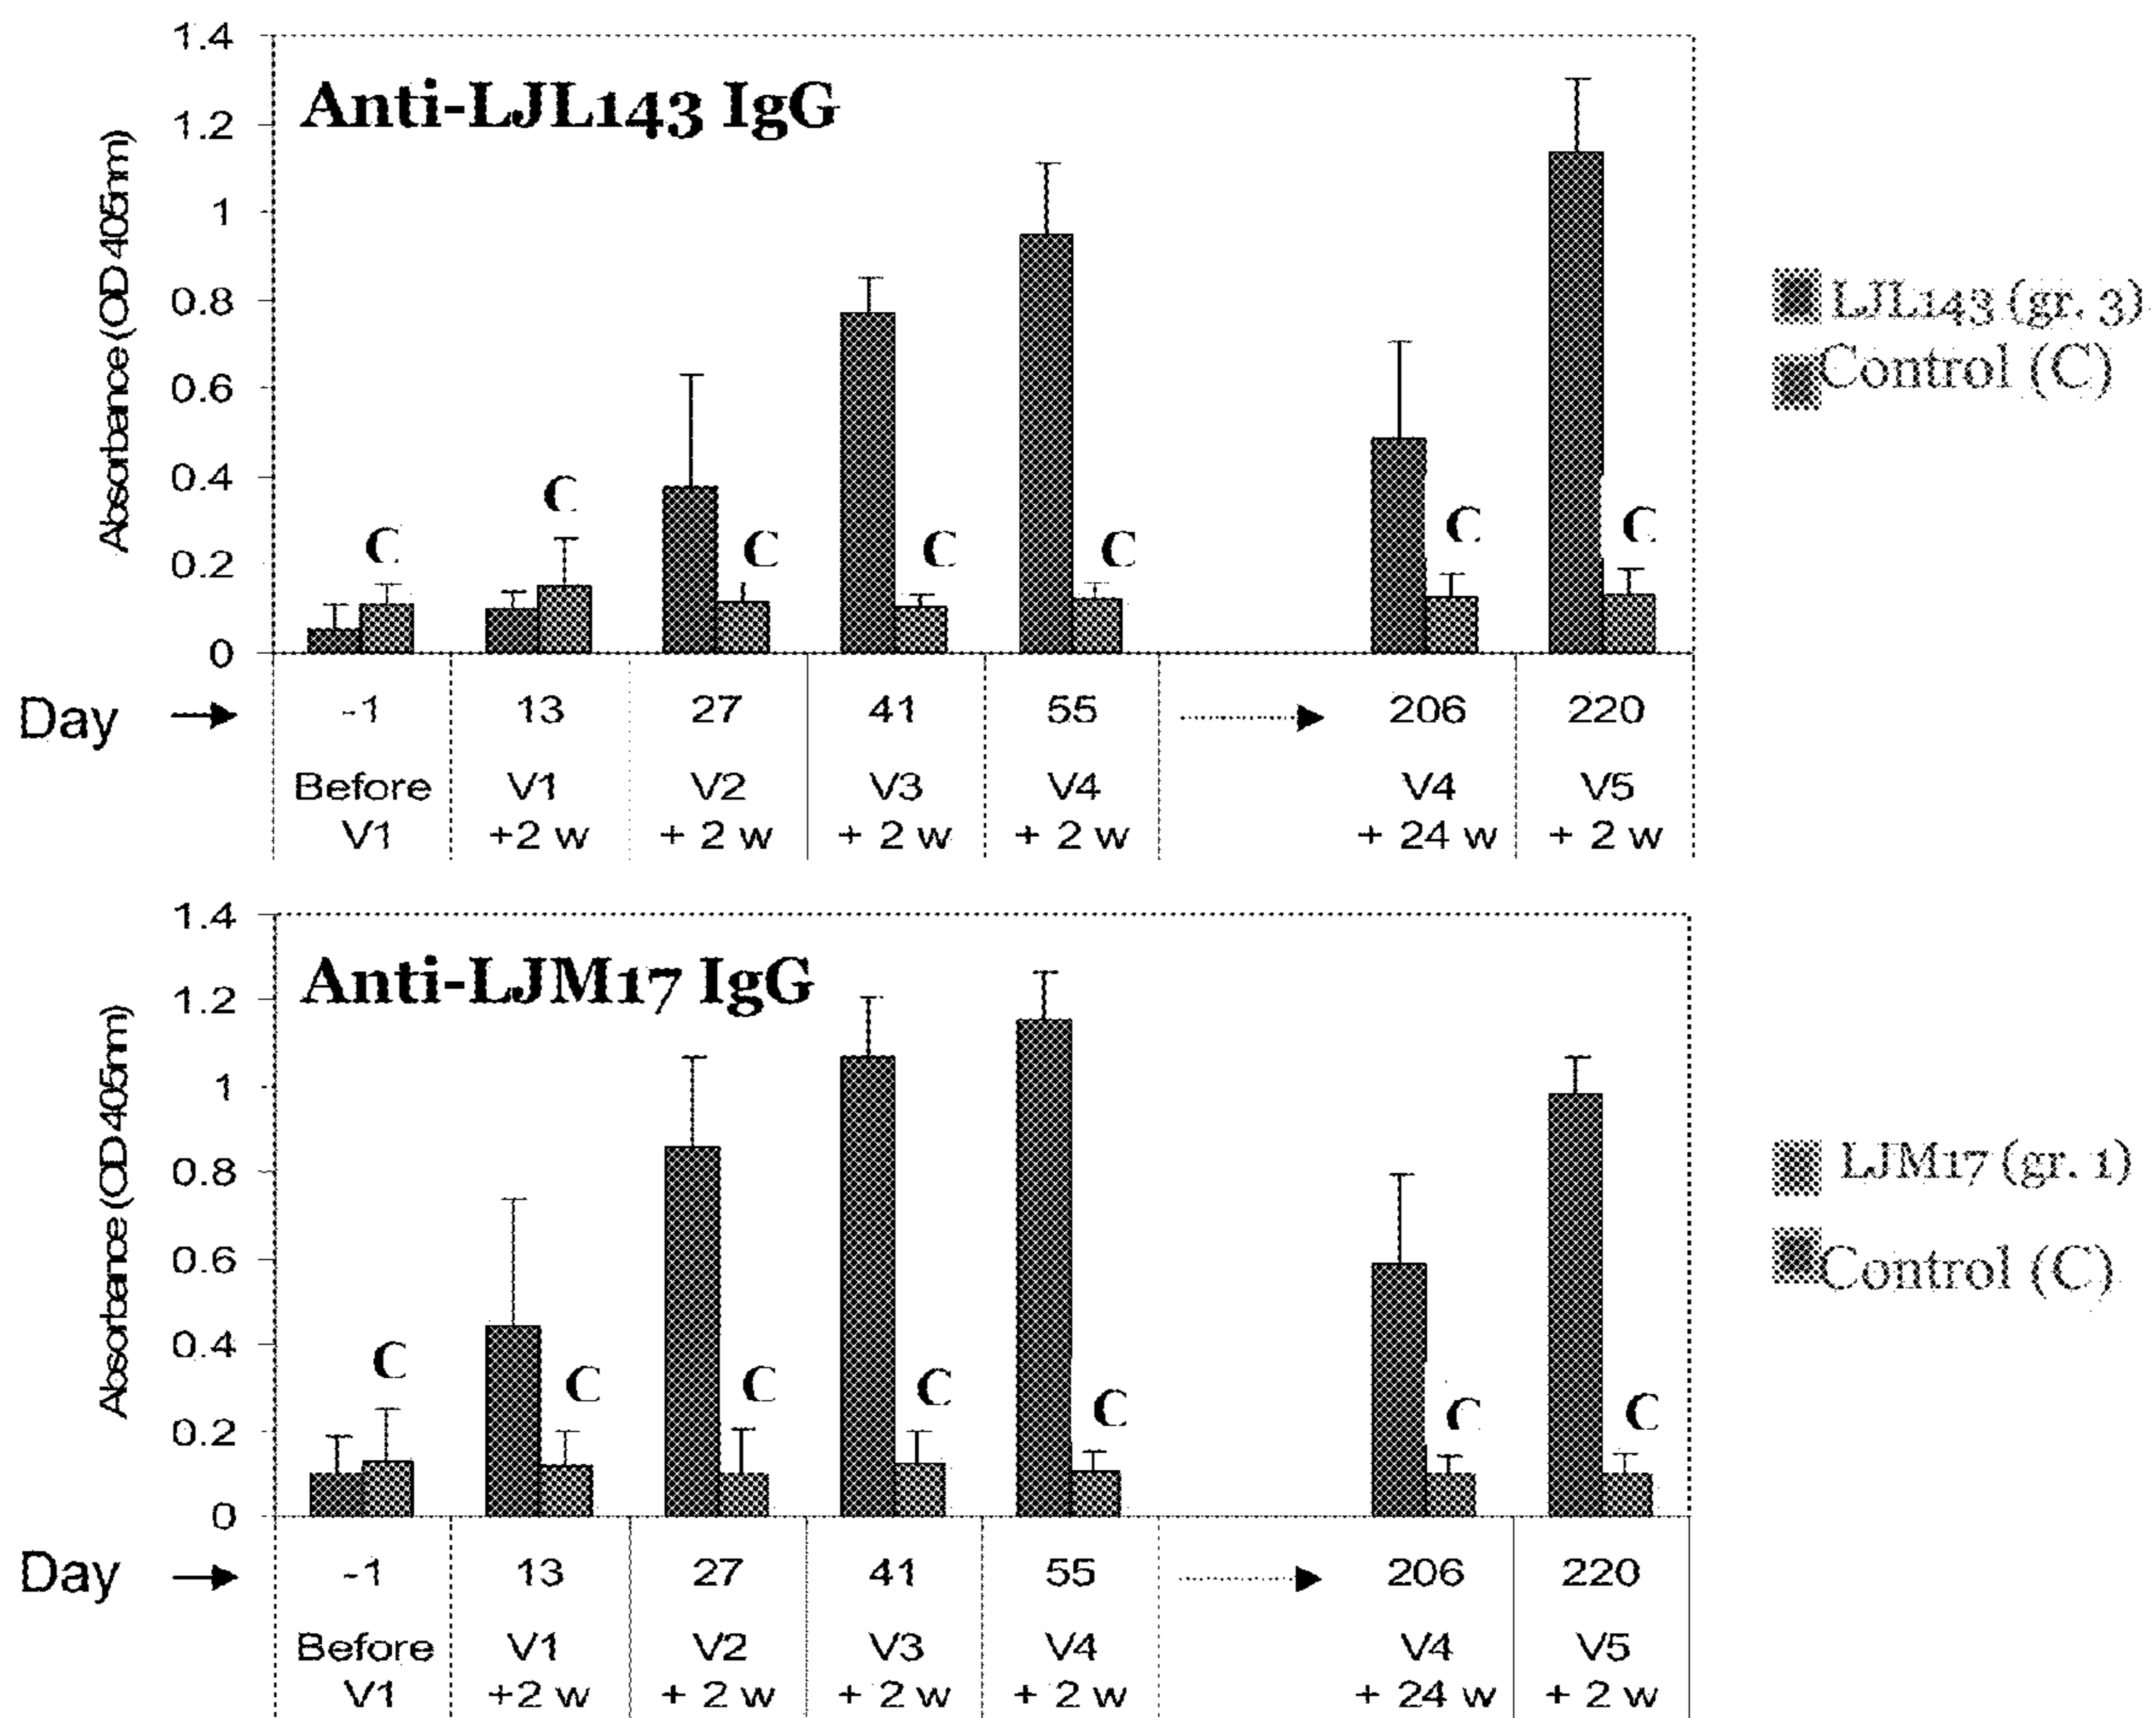 1.4
Anti-LJL143 IgG
1.2
1
0.8
0.6
0.4
0.2
0
Absorbance (OD 405nm)
C C C C C C C
LJL143 (gr. 3)
Control (C)
Day -1 13 27 41 55 206 220
Before V1 V2 V3 V4 V4 V5
V1 +2 w + 2 w + 2 w + 2 w + 24 w + 2 w
1.4
Anti-LJM17 IgG
1.2
1
0.8
0.6
0.4
0.2
0
Absorbance (OD 405nm)
C C C C C C C
LJM17 (gr. 1)
Control (C)
Day -1 13 27 41 55 206 220
Before V1 V2 V3 V4 V4 V5
V1 +2 w + 2 w + 2 w + 2 w + 24 w + 2 w